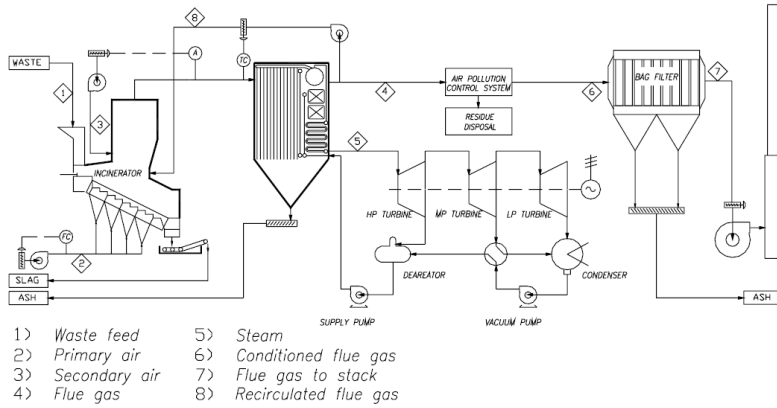 8
A
TC
WASTE
1
3
4
AIR POLLUTION
CONTROL SYSTEM
RESIDUE
DISPOSAL
6
BAG FILTER
7
5
INCINERATOR
HP TURBINE
MP TURBINE
LP TURBINE
FC
2
SLAG
ASH
DEAREATOR
CONDENSER
SUPPLY PUMP
VACUUM PUMP
ASH
1) Waste feed
2) Primary air
3) Secondary air
4) Flue gas
5) Steam
6) Conditioned flue gas
7) Flue gas to stack
8) Recirculated flue gas